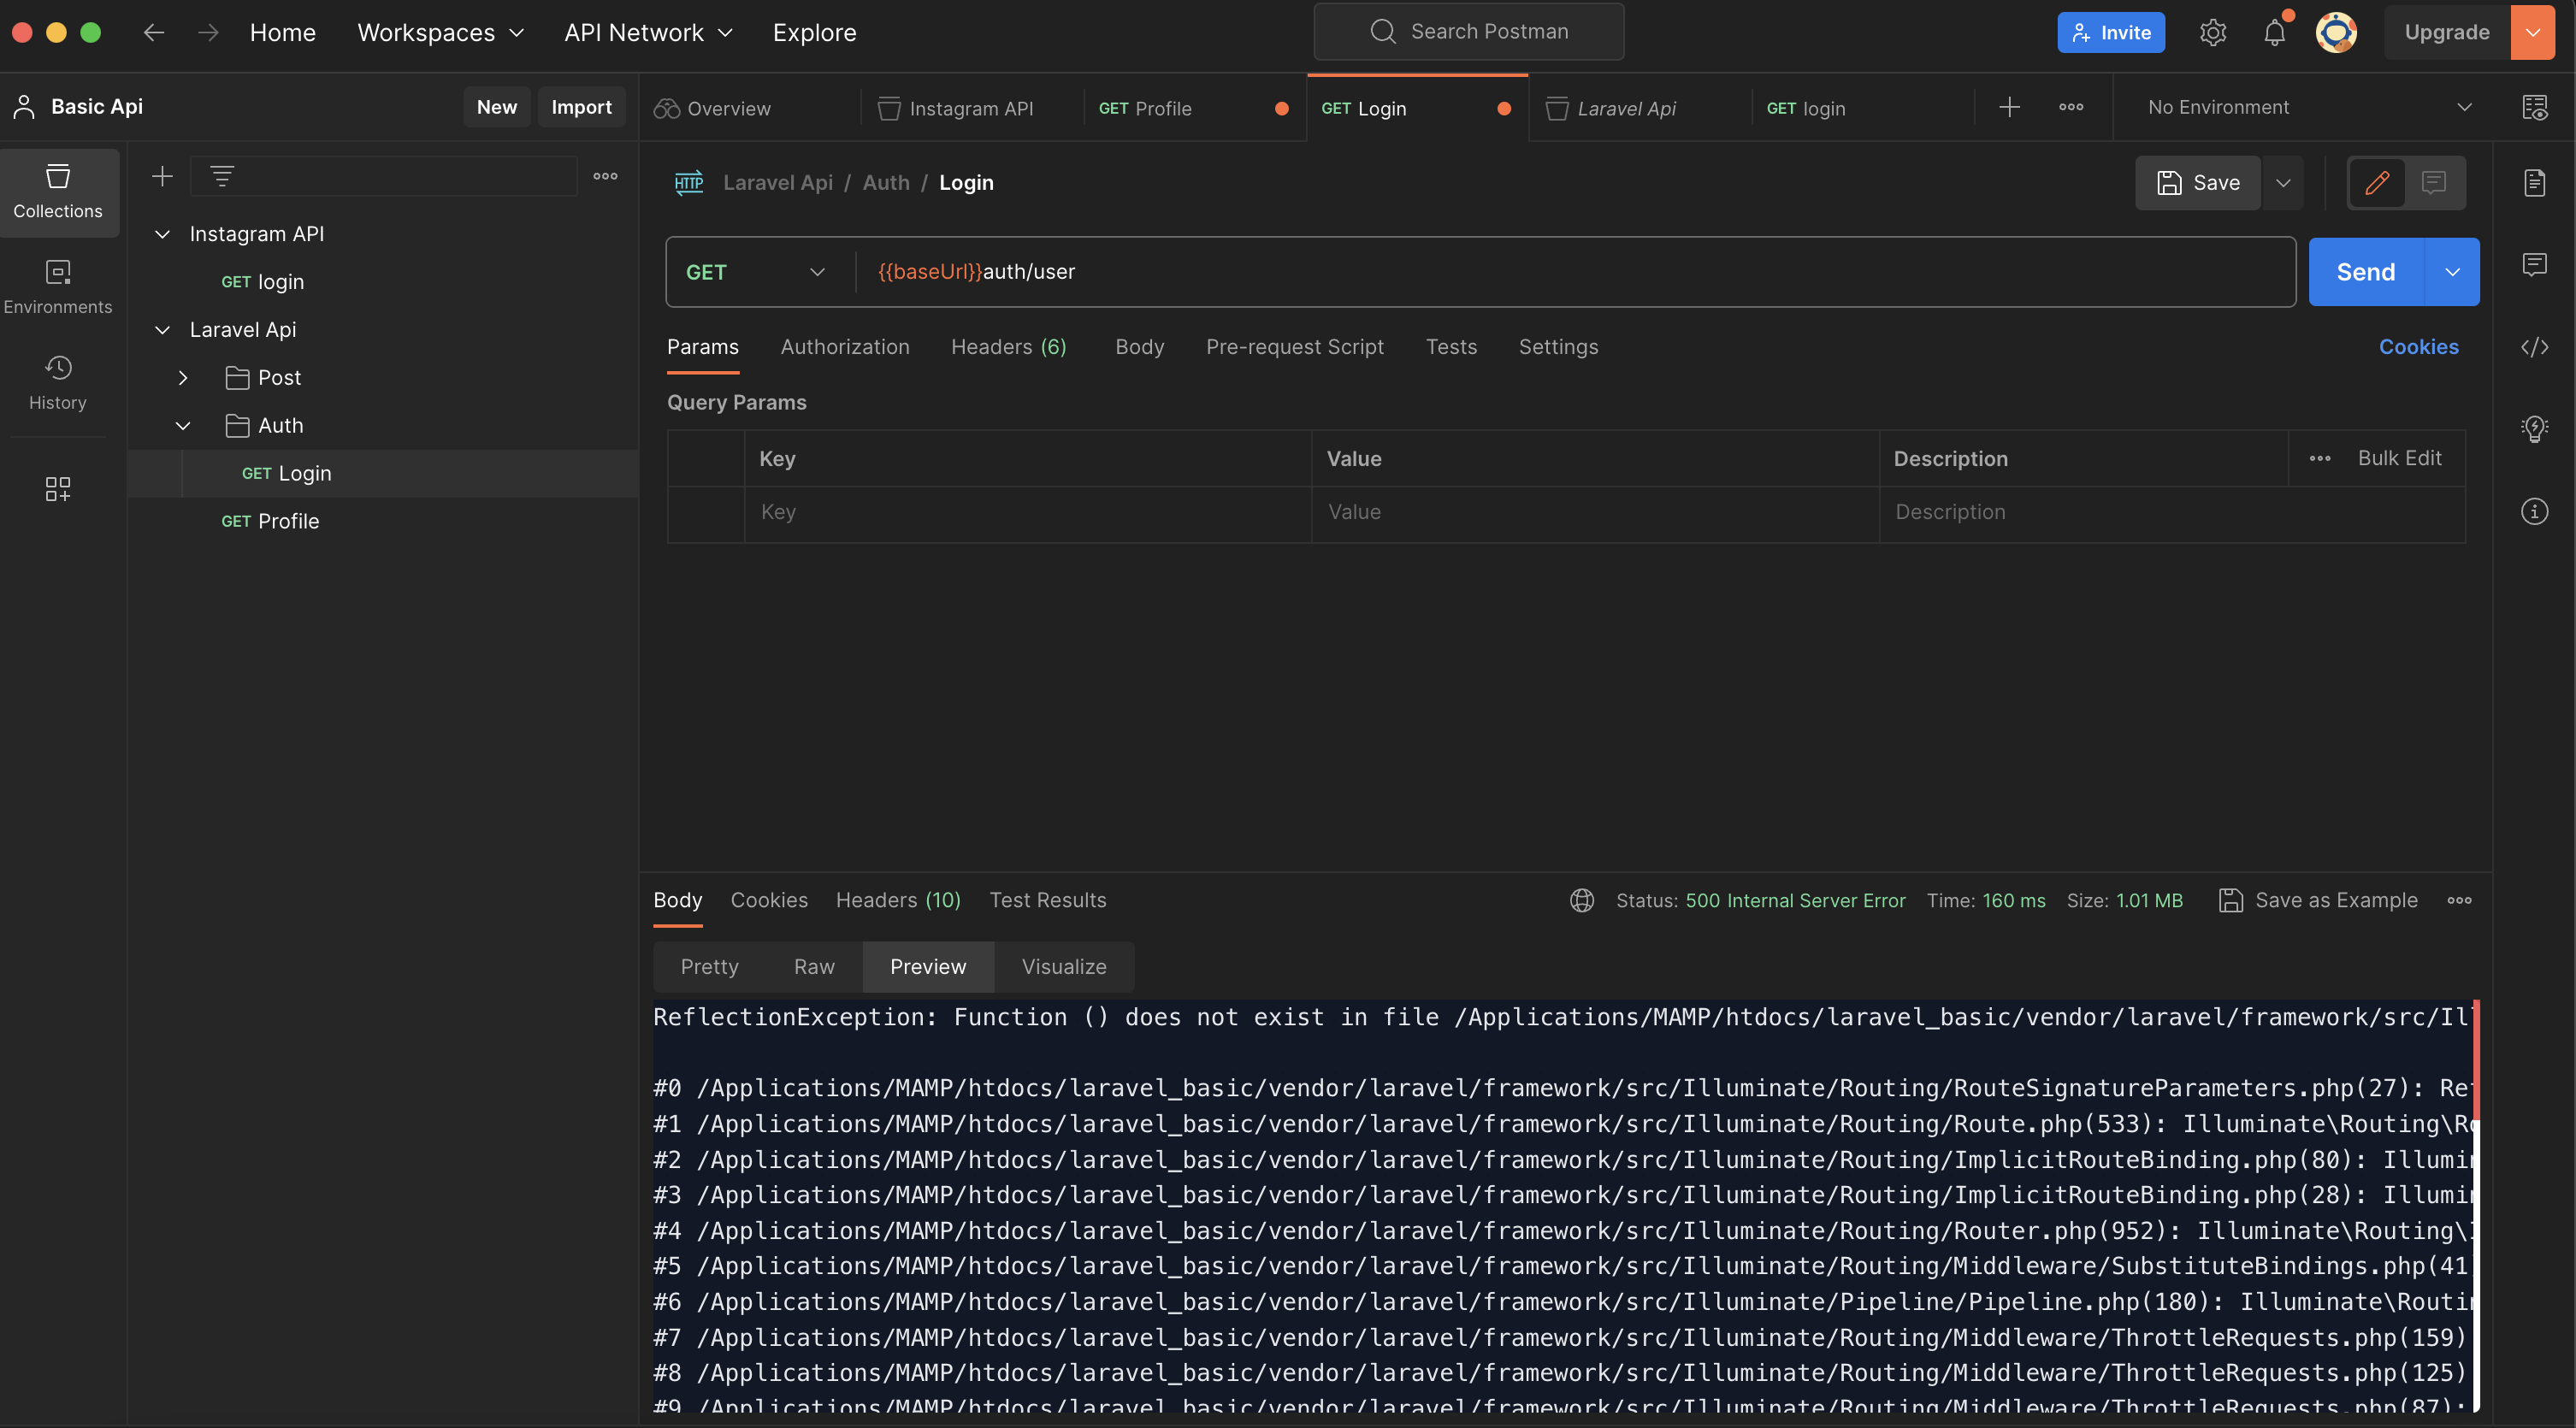 Home Workspaces API Network Explore Search Postman Invite Upgrade
Basic Api New Import
Overview Instagram API GET Profile GET Login Laravel Api GET login No Environment
Collections
Environments
History
Instagram API
GET login
Laravel Api
Post
Auth
GET Login
GET Profile
HTTP Laravel Api / Auth / Login Save
GET {{baseUrl}}auth/user Send
Params Authorization Headers (6) Body Pre-request Script Tests Settings Cookies
Query Params
Key Value Description Bulk Edit
Key Value Description
Body Cookies Headers (10) Test Results Status: 500 Internal Server Error Time: 160 ms Size: 1.01 MB Save as Example
Pretty Raw Preview Visualize
ReflectionException: Function () does not exist in file /Applications/MAMP/htdocs/laravel_basic/vendor/laravel/framework/src/Il
#0 /Applications/MAMP/htdocs/laravel_basic/vendor/laravel/framework/src/Illuminate/Routing/RouteSignatureParameters.php(27): Re
#1 /Applications/MAMP/htdocs/laravel_basic/vendor/laravel/framework/src/Illuminate/Routing/Route.php(533): Illuminate\Routing\R
#2 /Applications/MAMP/htdocs/laravel_basic/vendor/laravel/framework/src/Illuminate/Routing/ImplicitRouteBinding.php(80): Illumi
#3 /Applications/MAMP/htdocs/laravel_basic/vendor/laravel/framework/src/Illuminate/Routing/ImplicitRouteBinding.php(28): Illumi
#4 /Applications/MAMP/htdocs/laravel_basic/vendor/laravel/framework/src/Illuminate/Routing/Router.php(952): Illuminate\Routing\
#5 /Applications/MAMP/htdocs/laravel_basic/vendor/laravel/framework/src/Illuminate/Routing/Middleware/SubstituteBindings.php(41
#6 /Applications/MAMP/htdocs/laravel_basic/vendor/laravel/framework/src/Illuminate/Pipeline/Pipeline.php(180): Illuminate\Routi
#7 /Applications/MAMP/htdocs/laravel_basic/vendor/laravel/framework/src/Illuminate/Routing/Middleware/ThrottleRequests.php(159)
#8 /Applications/MAMP/htdocs/laravel_basic/vendor/laravel/framework/src/Illuminate/Routing/Middleware/ThrottleRequests.php(125)
#9 /Applications/MAMP/htdocs/laravel_basic/vendor/laravel/framework/src/Illuminate/Routing/Middleware/ThrottleRequests.php(87):